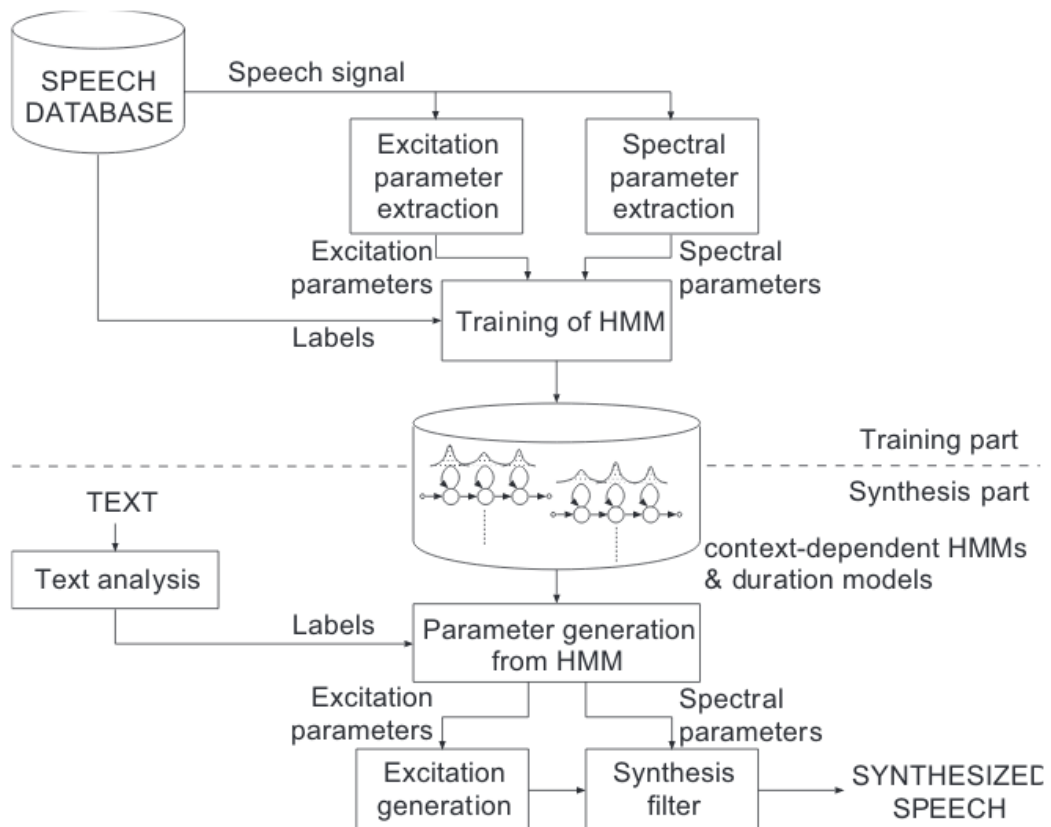 SPEECH
DATABASE
Speech signal
Excitation
parameter
extraction
Spectral
parameter
extraction
Excitation
parameters
Spectral
parameters
Training of HMM
Labels
Training part
Synthesis part
TEXT
context-dependent HMMs
& duration models
Text analysis
Labels
Parameter generation
from HMM
Excitation
parameters
Spectral
parameters
Excitation
generation
Synthesis
filter
SYNTHESIZED
SPEECH